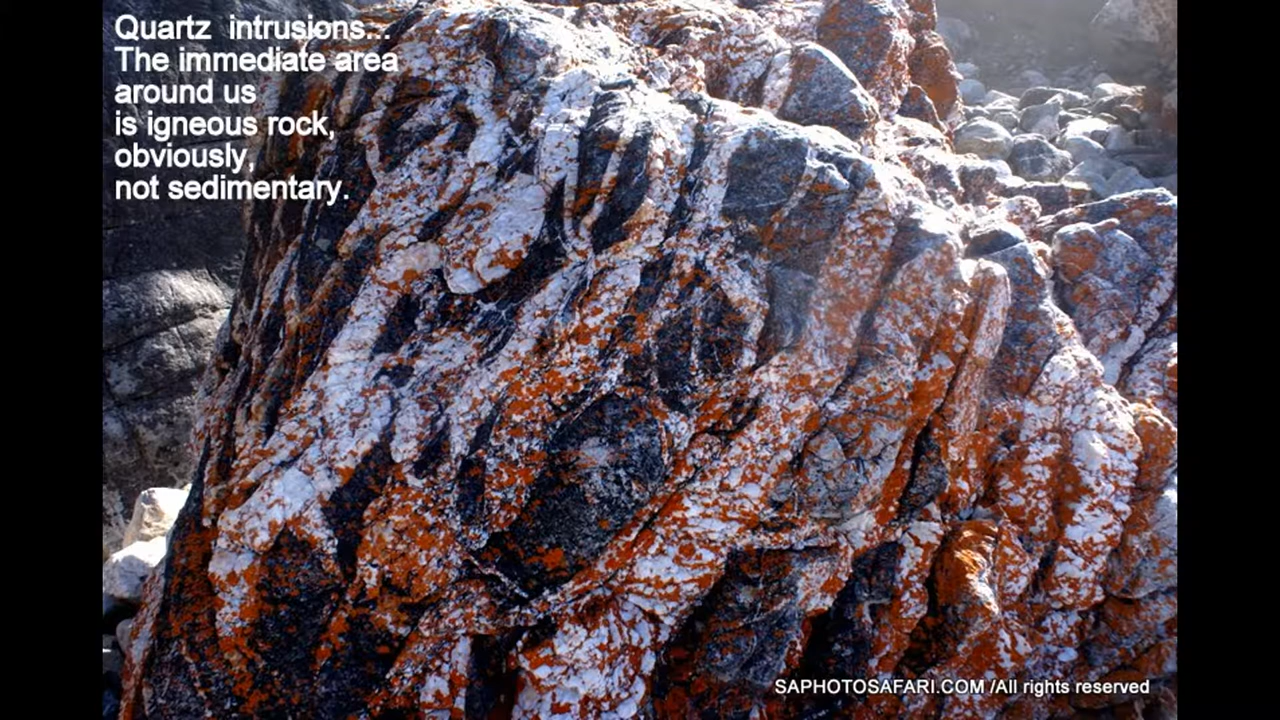 Quartz  intrusions...
The immediate area
around us
is igneous rock,
obviously,
not sedimentary.
SAPHOTOSAFARI.COM /All rights reserved